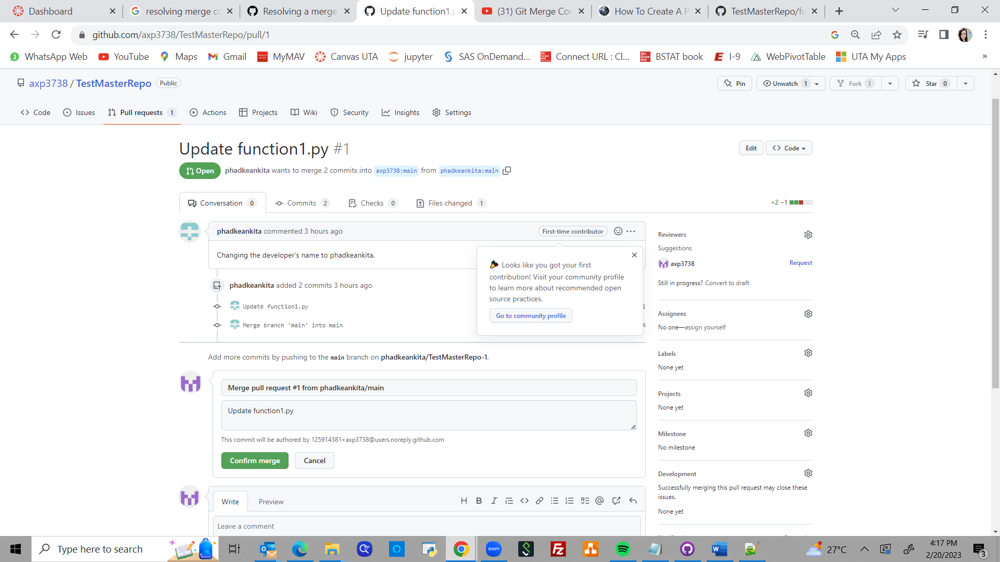 Dashboard
resolving merge co
Resolving a merge
Update function1.p
(31) Git Merge Con
How To Create A P
TestMasterRepo/fu
github.com/axp3738/TestMasterRepo/pull/1
3 WhatsApp Web
YouTube
Maps
Gmail
MyMAV
Canvas UTA
jupyter
SAS OnDemand...
Connect URL : Cl...
BSTAT book
I-9
WebPivotTable
UTA My Apps
»
axp3738 / TestMasterRepo Public
Pin
Unwatch 1
Fork 1
Star 0
Code
Issues
Pull requests 1
Actions
Projects
Wiki
Security
Insights
Settings
Update function1.py #1
Edit
Code
Open phadkeankita wants to merge 2 commits into axp3738:main from phadkeankita:main
Conversation 0
Commits 2
Checks 0
Files changed 1
+2 −1
phadkeankita commented 3 hours ago
First-time contributor
Changing the developer's name to phadkeankita.
Looks like you got your first
contribution! Visit your community profile
to learn more about recommended open
source practices.
Go to community profile
phadkeankita added 2 commits 3 hours ago
Update function1.py
1
Merge branch 'main' into main
4
Add more commits by pushing to the main branch on phadkeankita/TestMasterRepo-1.
Merge pull request #1 from phadkeankita/main
Update function1.py
This commit will be authored by 125914381+axp3738@users.noreply.github.com
Confirm merge
Cancel
Write
Preview
H B I
Leave a comment
Reviewers
Suggestions
axp3738
Request
Still in progress? Convert to draft
Assignees
No one—assign yourself
Labels
None yet
Projects
None yet
Milestone
No milestone
Development
Successfully merging this pull request may close these
issues.
None yet
Type here to search
zoom
27°C
4:17 PM
2/20/2023
3